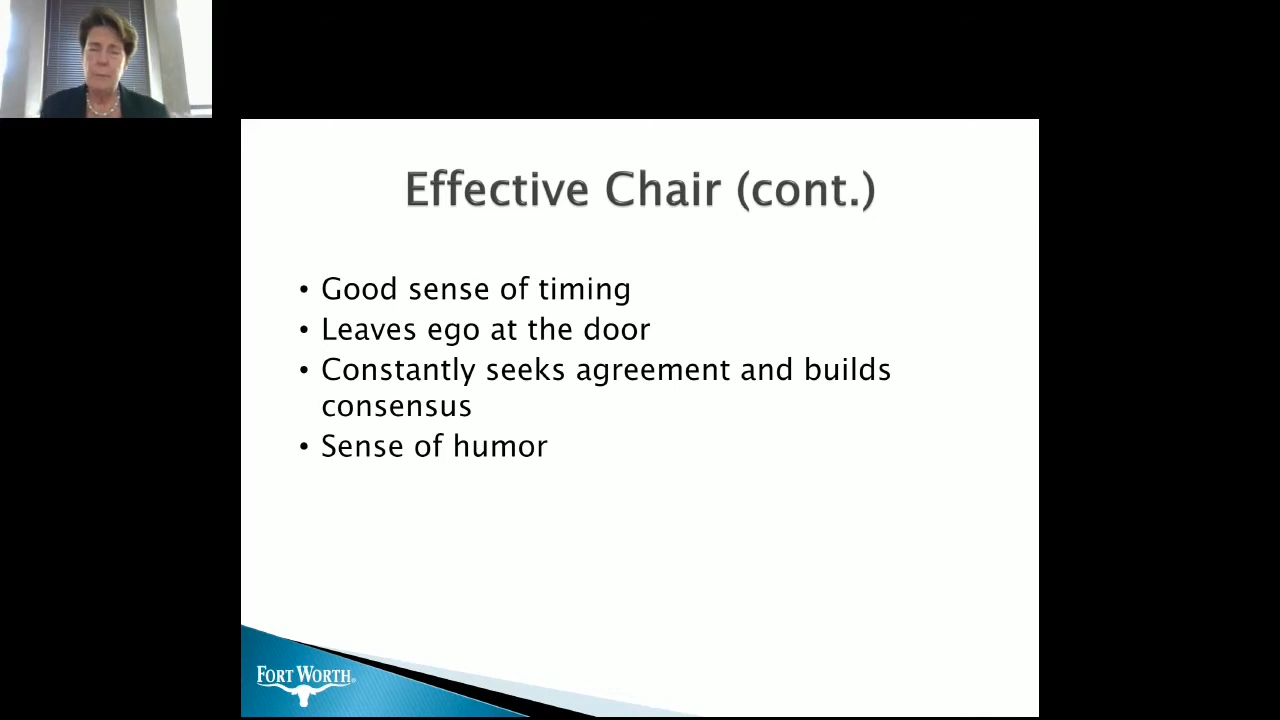 Effective Chair (cont.)
• Good sense of timing
• Leaves ego at the door
• Constantly seeks agreement and builds
consensus
• Sense of humor
FORT WORTH®